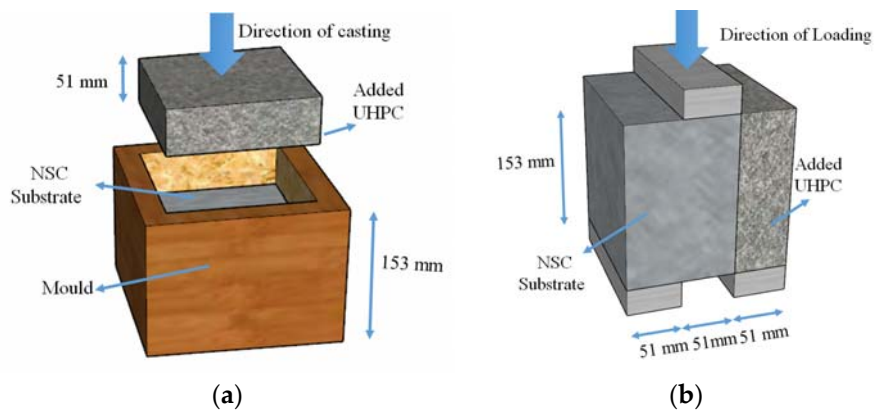 Direction of casting
51 mm
Added
UHPC
NSC
Substrate
153 mm
Mould
(a)
Direction of Loading
153 mm
Added
UHPC
NSC
Substrate
51 mm 51mm 51 mm
(b)